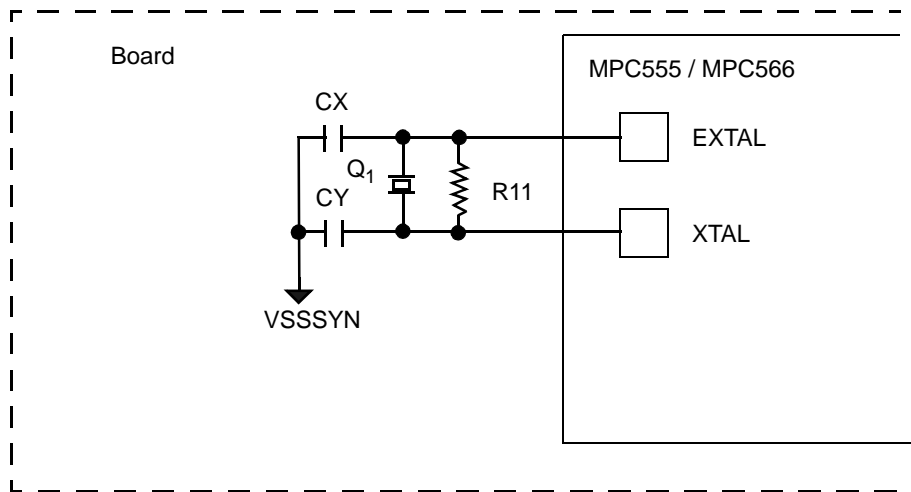 Board
MPC555 / MPC566
CX
EXTAL
Q1
R11
CY
XTAL
VSSSYN